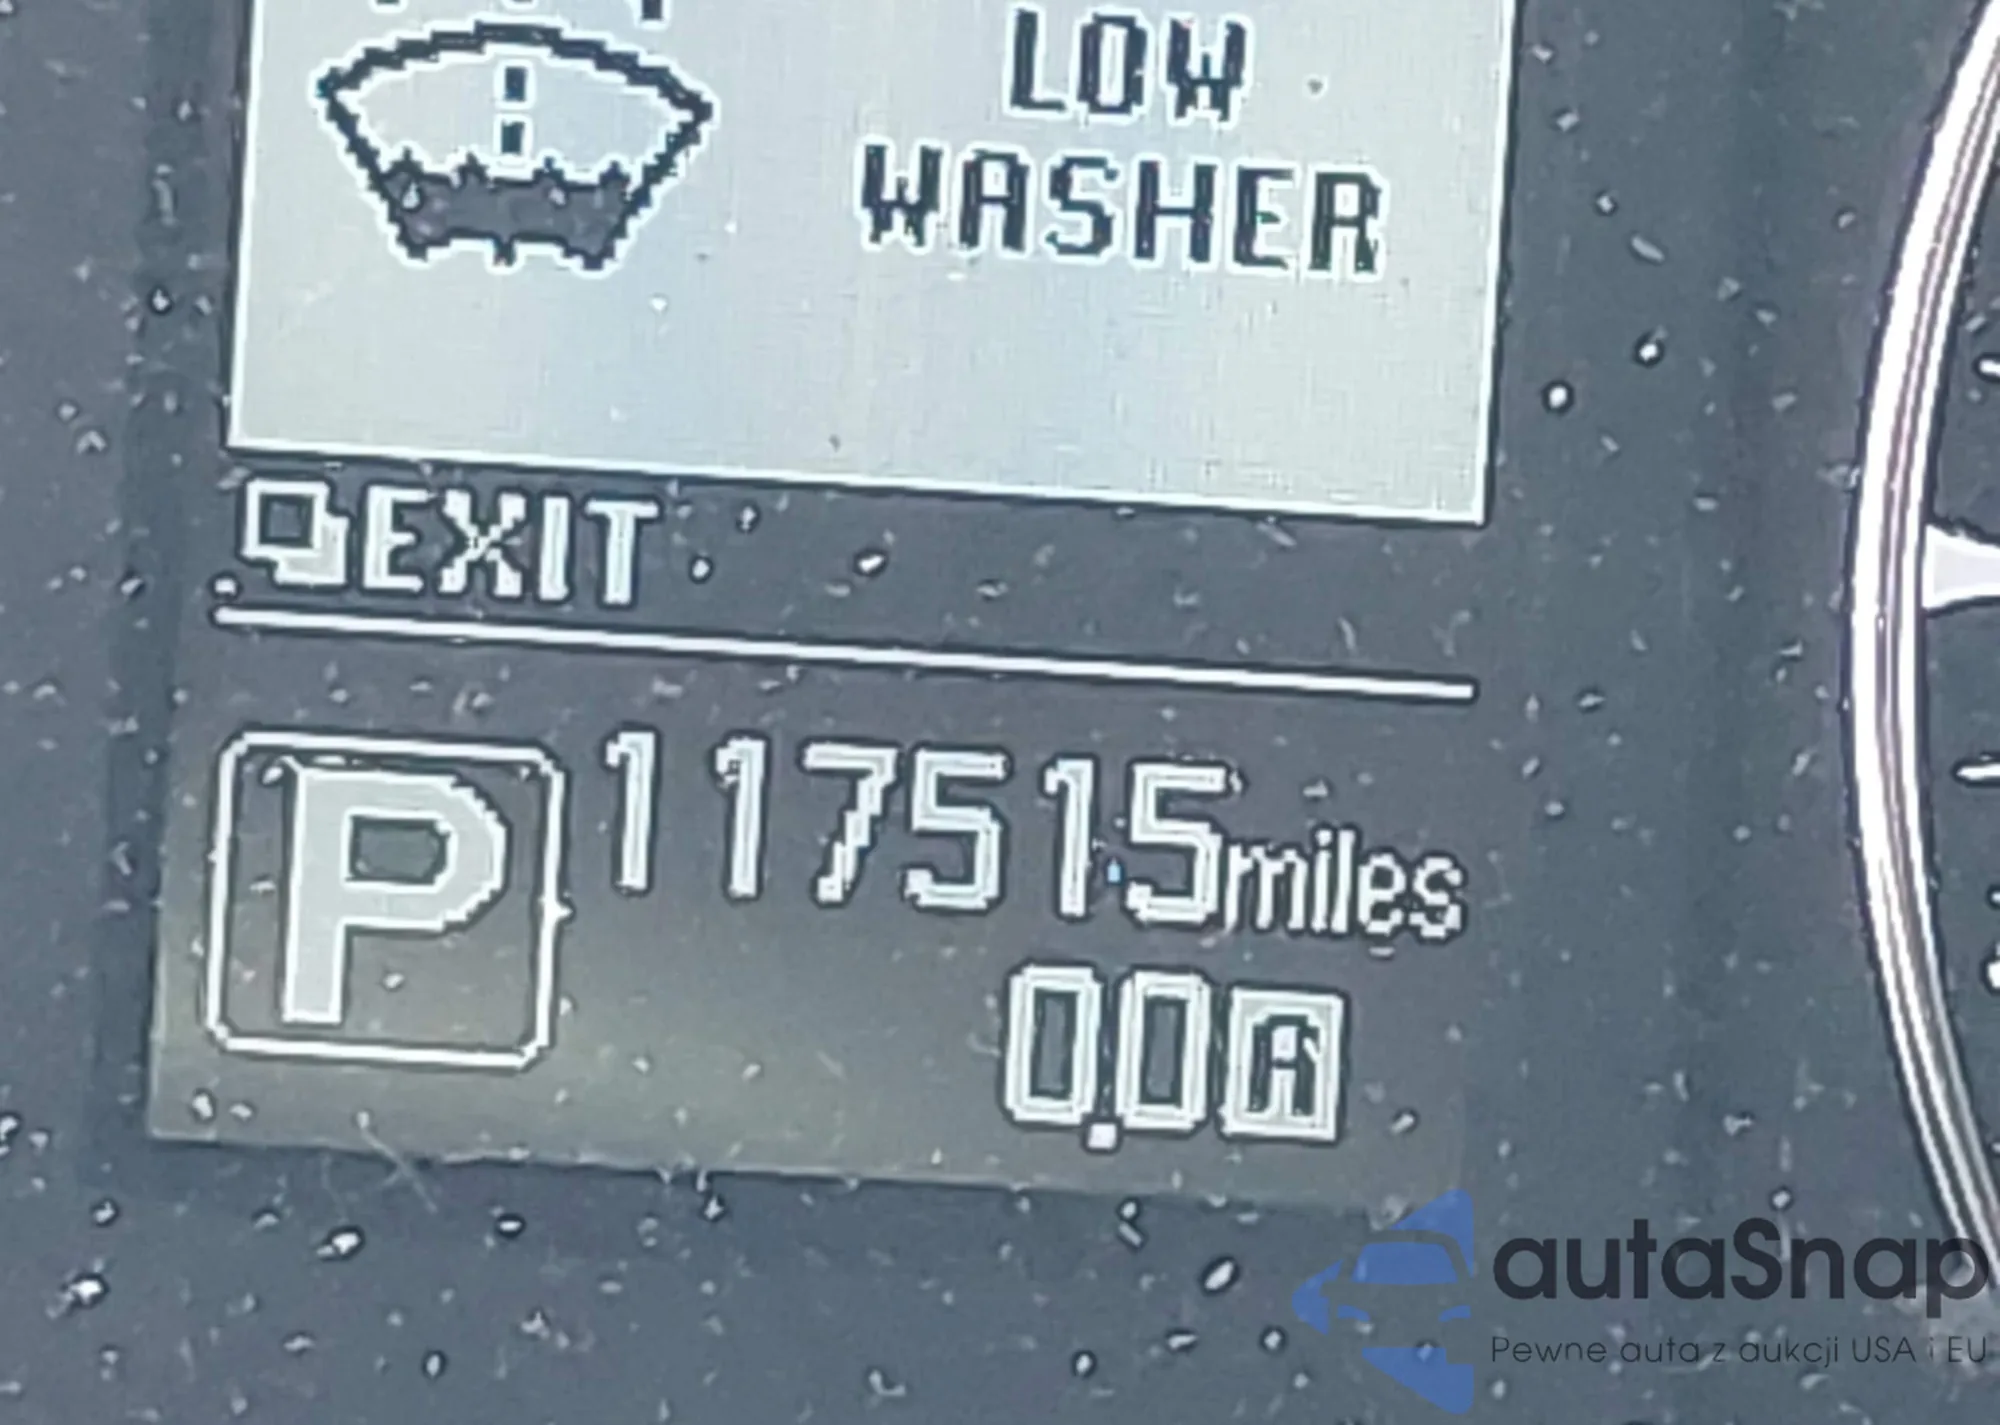 LOW
WASHER
EXIT
P
117515miles
0.0A
autaSnap
Pewne auta z aukcji USA i EU